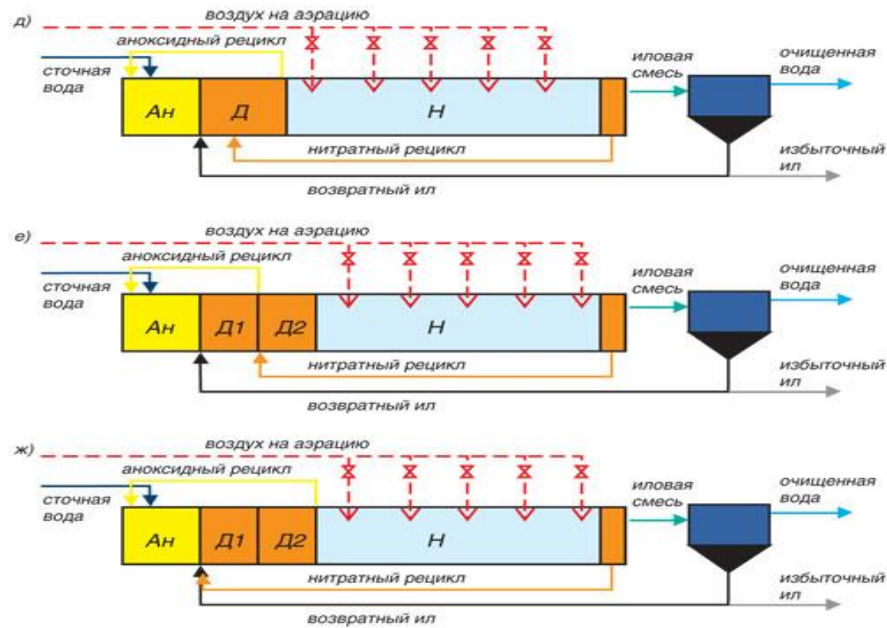 д)
воздух на аэрацию
аноксидный рецикл
сточная
вода
иловая
смесь
очищенная
вода
Ан
Д
Н
нитратный рецикл
возвратный ил
избыточный
ил
е)
воздух на аэрацию
аноксидный рецикл
сточная
вода
иловая
смесь
очищенная
вода
Ан
Д1
Д2
Н
нитратный рецикл
возвратный ил
избыточный
ил
ж)
воздух на аэрацию
аноксидный рецикл
сточная
вода
иловая
смесь
очищенная
вода
Ан
Д1
Д2
Н
нитратный рецикл
возвратный ил
избыточный
ил